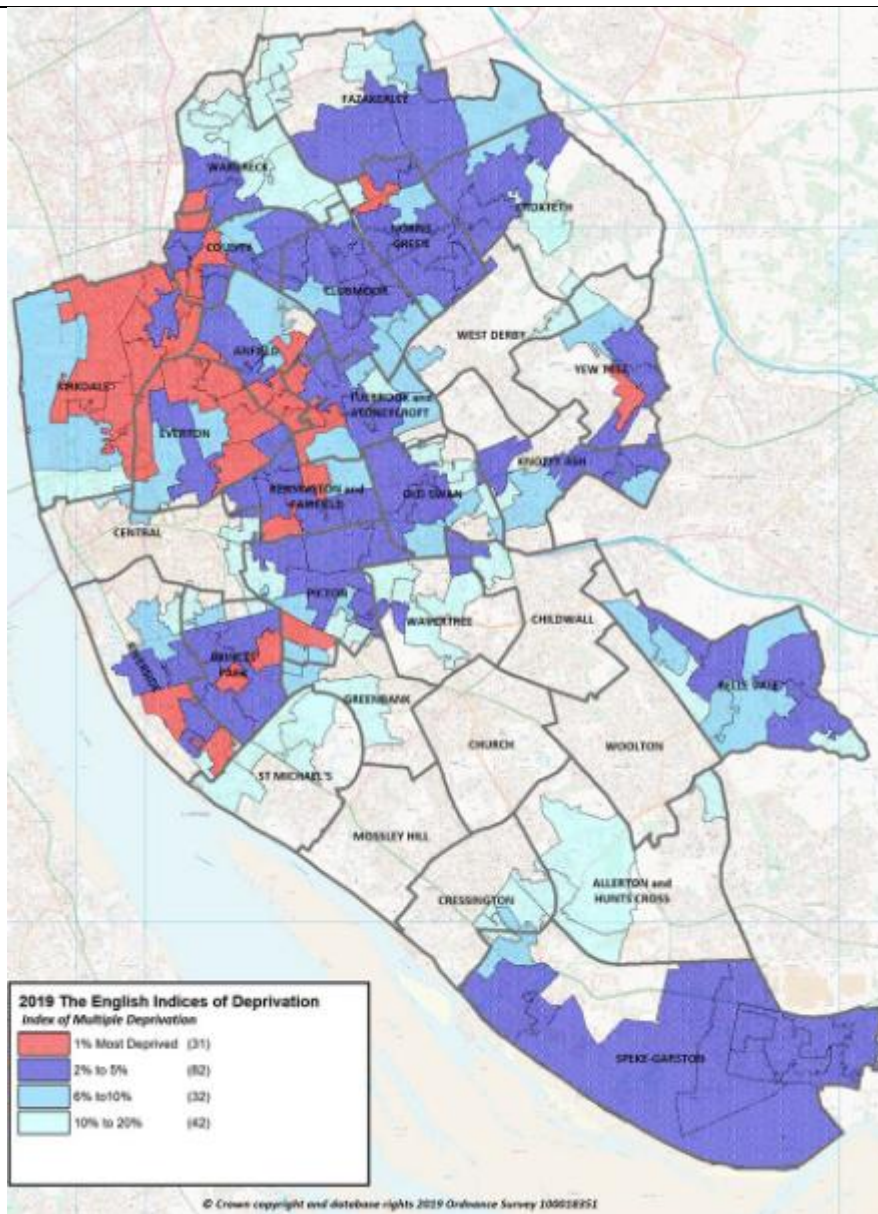 FAZAKERLEY
WARBRECK
CROXTETH
NORRIS
GREEN
COUNTY
CLUBMOOR
WEST DERBY
ANFIELD
YEW TREE
KIRKDALE
TUEBROOK and
STONEYCROFT
EVERTON
KNOTTY ASH
KENSINGTON and
FAIRFIELD
OLD SWAN
CENTRAL
PICTON
WAVERTREE
CHILDWALL
RIVERSIDE
PRINCES
PARK
BELLE VALE
GREENBANK
CHURCH
WOOLTON
ST MICHAEL'S
MOSSLEY HILL
ALLERTON and
HUNTS CROSS
CRESSINGTON
SPEKE-GARSTON
2019 The English Indices of Deprivation
Index of Multiple Deprivation
1% Most Deprived (31)
2% to 5% (82)
6% to10% (32)
10% to 20% (42)
© Crown copyright and database rights 2019 Ordnance Survey 100018351